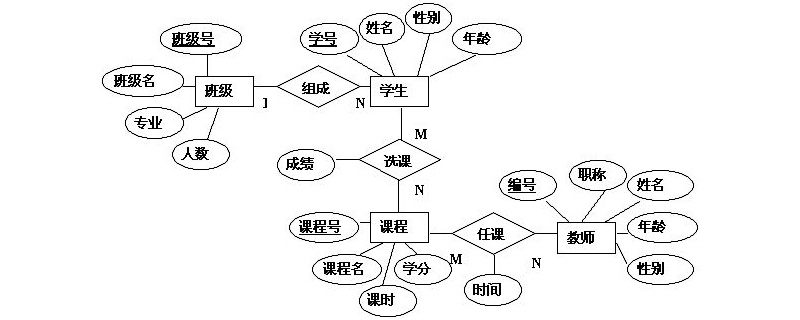 班级号
学号
姓名
性别
年龄
班级名
班级
组成
学生
1
N
专业
人数
M
成绩
选课
N
课程号
课程
任课
教师
编号
职称
姓名
年龄
性别
课程名
学分
M
N
课时
时间